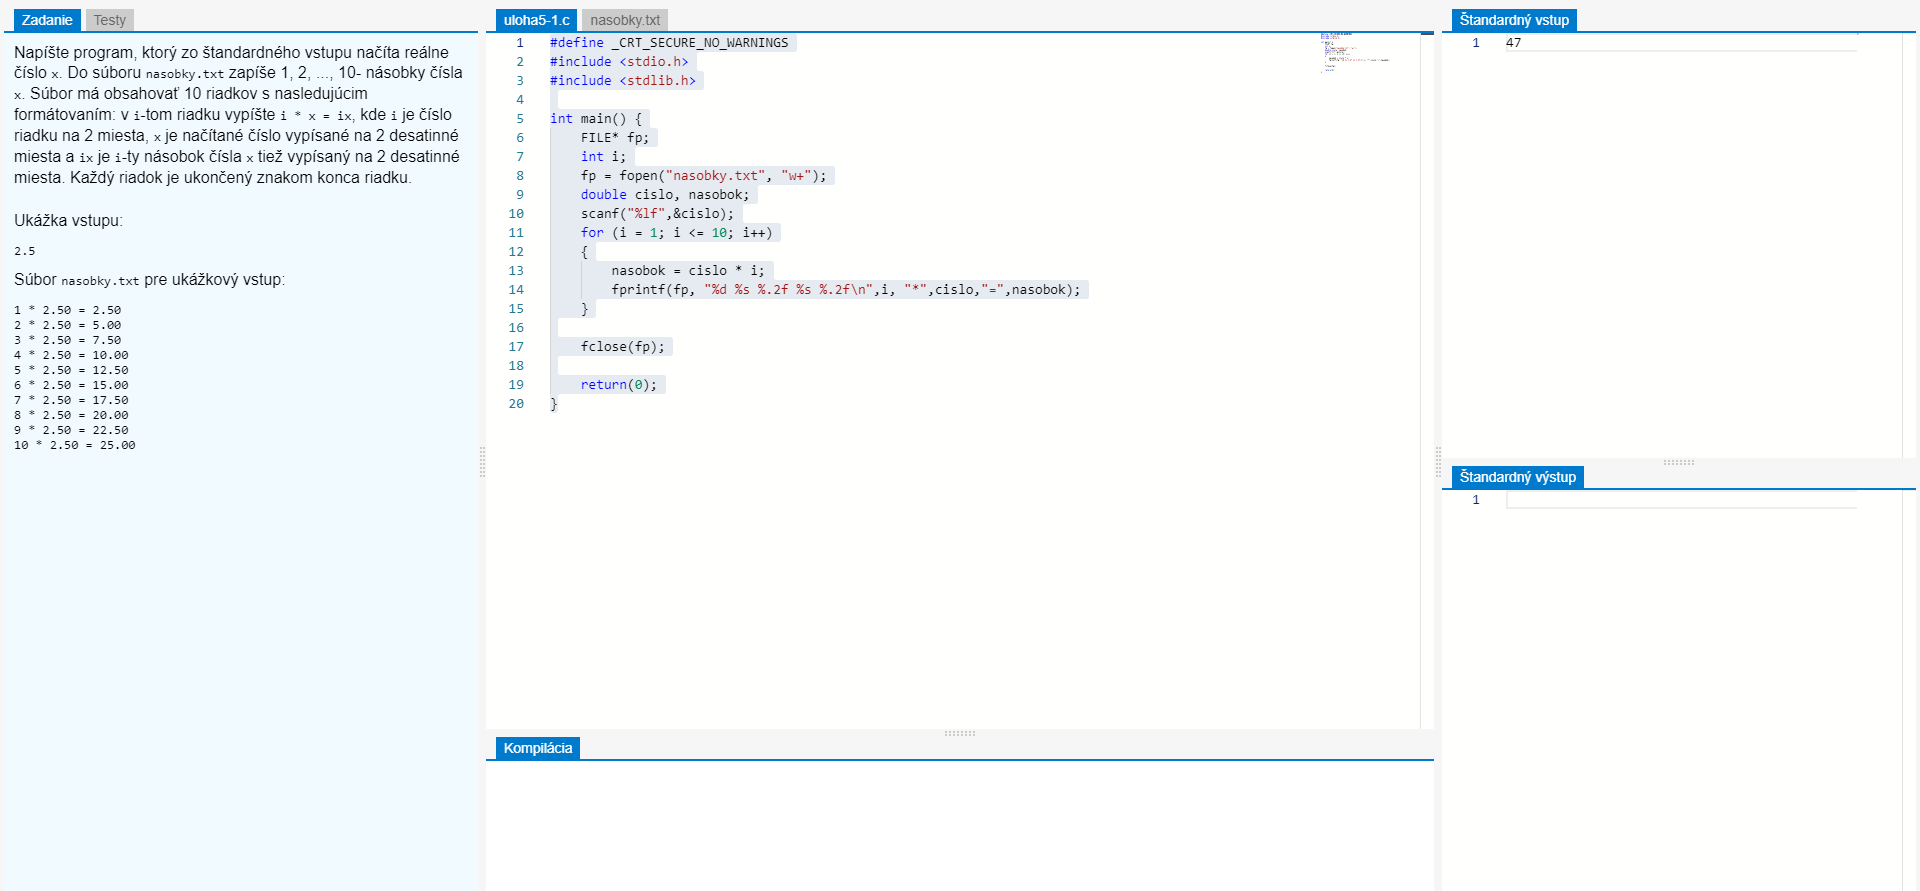 Zadanie
Testy
Napíšte program, ktorý zo štandardného vstupu načíta reálne
číslo x. Do súboru nasobky.txt zapíše 1, 2, ..., 10- násobky čísla
x. Súbor má obsahovať 10 riadkov s nasledujúcim
formátovaním: v i-tom riadku vypíšte i * x = ix, kde i je číslo
riadku na 2 miesta, x je načítané číslo vypísané na 2 desatinné
miesta a ix je i-ty násobok čísla x tiež vypísaný na 2 desatinné
miesta. Každý riadok je ukončený znakom konca riadku.
Ukážka vstupu:
2.5
Súbor nasobky.txt pre ukážkový vstup:
1 * 2.50 = 2.50
2 * 2.50 = 5.00
3 * 2.50 = 7.50
4 * 2.50 = 10.00
5 * 2.50 = 12.50
6 * 2.50 = 15.00
7 * 2.50 = 17.50
8 * 2.50 = 20.00
9 * 2.50 = 22.50
10 * 2.50 = 25.00
uloha5-1.c
nasobky.txt
1 #define _CRT_SECURE_NO_WARNINGS
2 #include <stdio.h>
3 #include <stdlib.h>
4
5 int main() {
6     FILE* fp;
7     int i;
8     fp = fopen("nasobky.txt", "w+");
9     double cislo, nasobok;
10     scanf("%lf",&cislo);
11     for (i = 1; i <= 10; i++)
12     {
13         nasobok = cislo * i;
14         fprintf(fp, "%d %s %.2f %s %.2f\n",i, "*",cislo,"=",nasobok);
15     }
16
17     fclose(fp);
18
19     return(0);
20 }
Kompilácia
Štandardný vstup
1 47
Štandardný výstup
1